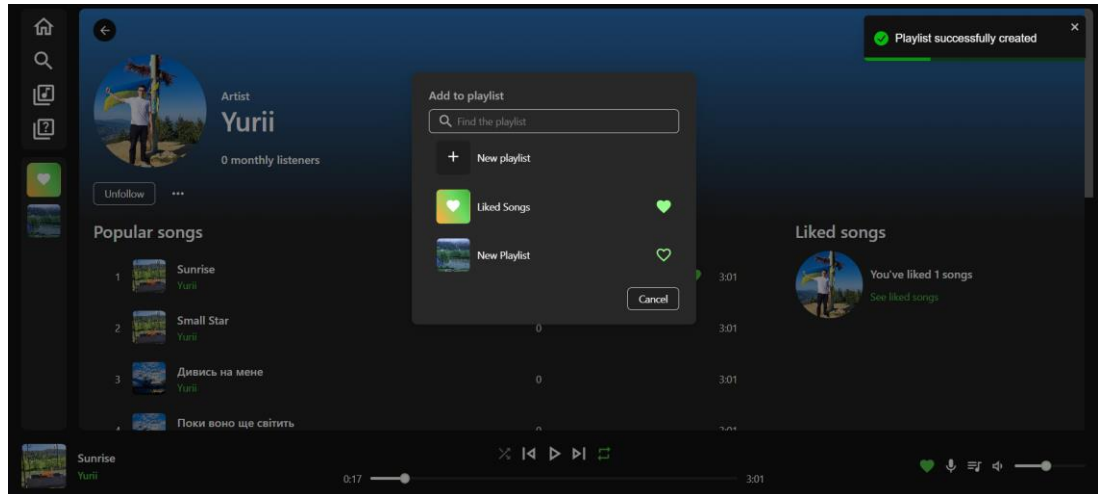 Playlist successfully created
Artist
Yurii
0 monthly listeners
Unfollow
Add to playlist
Find the playlist
New playlist
Liked Songs
New Playlist
Cancel
Popular songs
1 Sunrise 3:01
Yurii
2 Small Star 0 3:01
Yurii
3 Дивись на мене 0 3:01
Yurii
Поки воно ще світить
Liked songs
You've liked 1 songs
See liked songs
Sunrise
Yurii
0:17
3:01